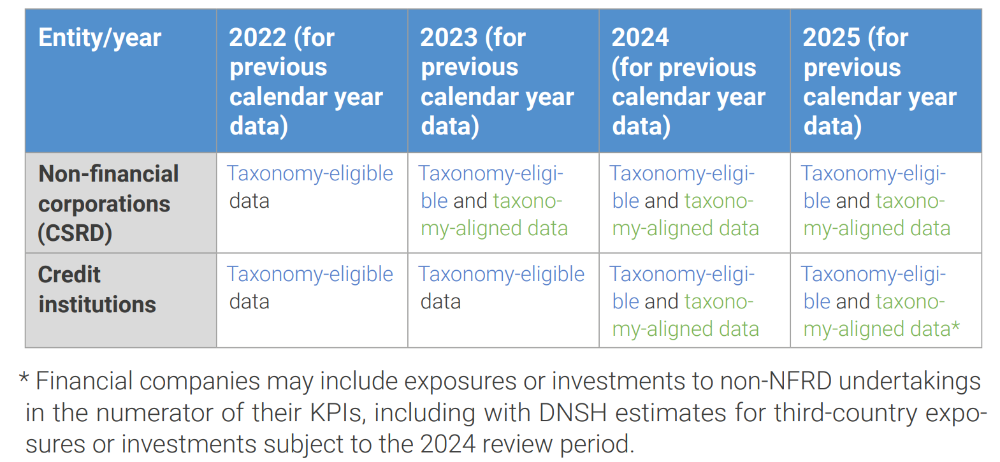 Entity/year
2022 (for
previous
calendar year
data)
2023 (for
previous
calendar year
data)
2024
(for previous
calendar year
data)
2025 (for
previous
calendar year
data)
Non-financial
corporations
(CSRD)
Taxonomy-eligible
data
Taxonomy-eligi-
ble and taxono-
my-aligned data
Taxonomy-eligi-
ble and taxono-
my-aligned data
Taxonomy-eligi-
ble and taxono-
my-aligned data
Credit
institutions
Taxonomy-eligible
data
Taxonomy-eligible
data
Taxonomy-eligi-
ble and taxono-
my-aligned data
Taxonomy-eligi-
ble and taxono-
my-aligned data*
* Financial companies may include exposures or investments to non-NFRD undertakings
in the numerator of their KPIs, including with DNSH estimates for third-country expo-
sures or investments subject to the 2024 review period.